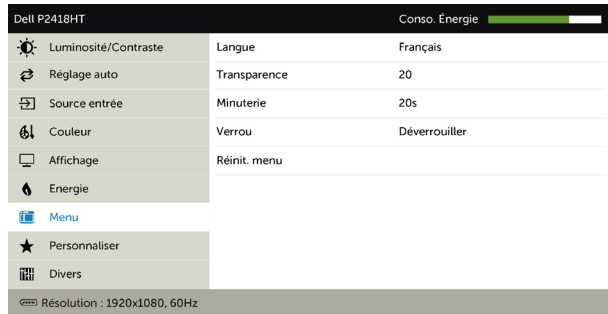 Dell P2418HT Conso. Énergie
Luminosité/Contraste Langue Français
Réglage auto Transparence 20
Source entrée Minuterie 20s
Couleur Verrou Déverrouiller
Affichage Réinit. menu
Energie
Menu
Personnaliser
Divers
Résolution : 1920x1080, 60Hz